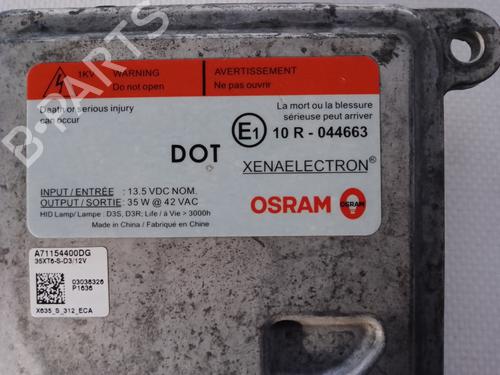 1KV WARNING
Do not open
AVERTISSEMENT
Ne pas ouvrir
Death or serious injury
can occur
La mort ou la blessure
sérieuse peut arriver
E1 10 R - 044663
DOT
XENAELECTRON®
INPUT / ENTRÉE : 13.5 VDC NOM.
OUTPUT / SORTIE : 35 W @ 42 VAC
HID Lamp/ Lampe : D3S, D3R; Life / à Vie > 3000h
Made in China / Fabriqué en Chine
OSRAM
OSRAM
A71154400DG
35XT6-S-D3/12V
03036326
P1636
X635_S_312_ECA
B-PARTS